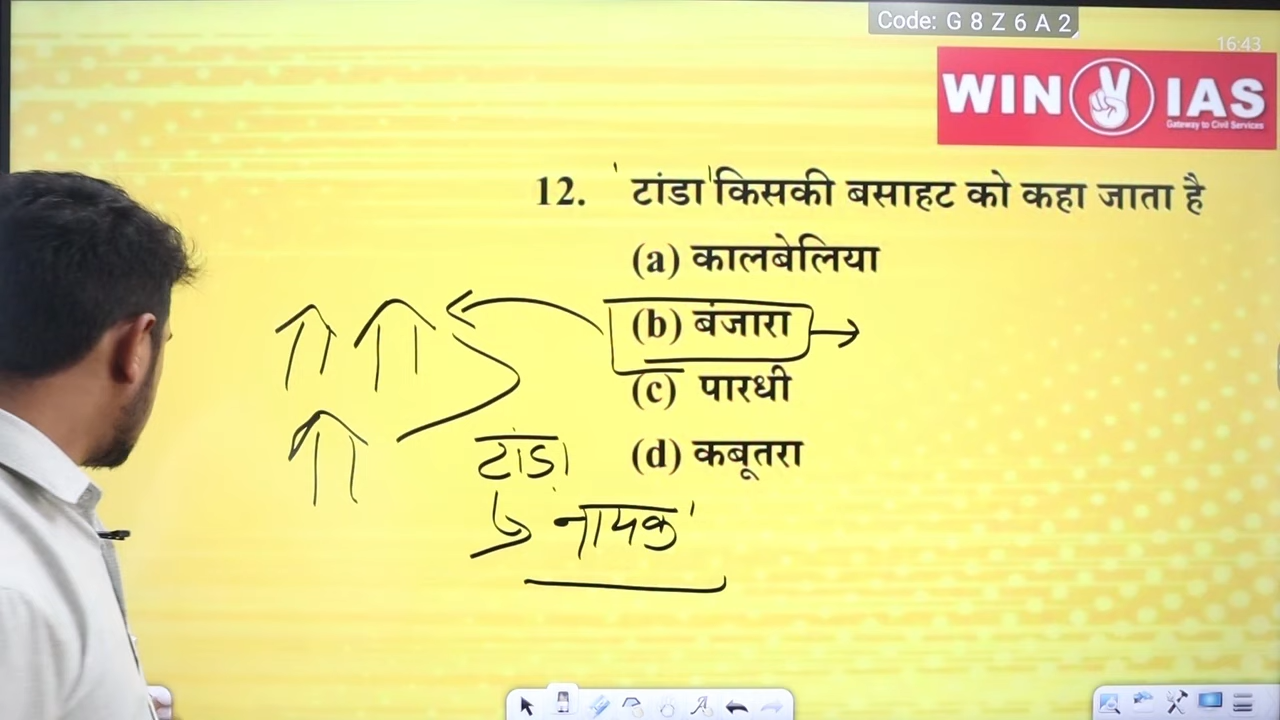 Code: G 8 Z 6 A 2
16:43
WIN IAS
Gateway to Civil Services
12. 'टांडा' किसकी बसाहट को कहा जाता है
(a) कालबेलिया
(b) बंजारा
(c) पारधी
(d) कबूतरा
टांडा
नायक